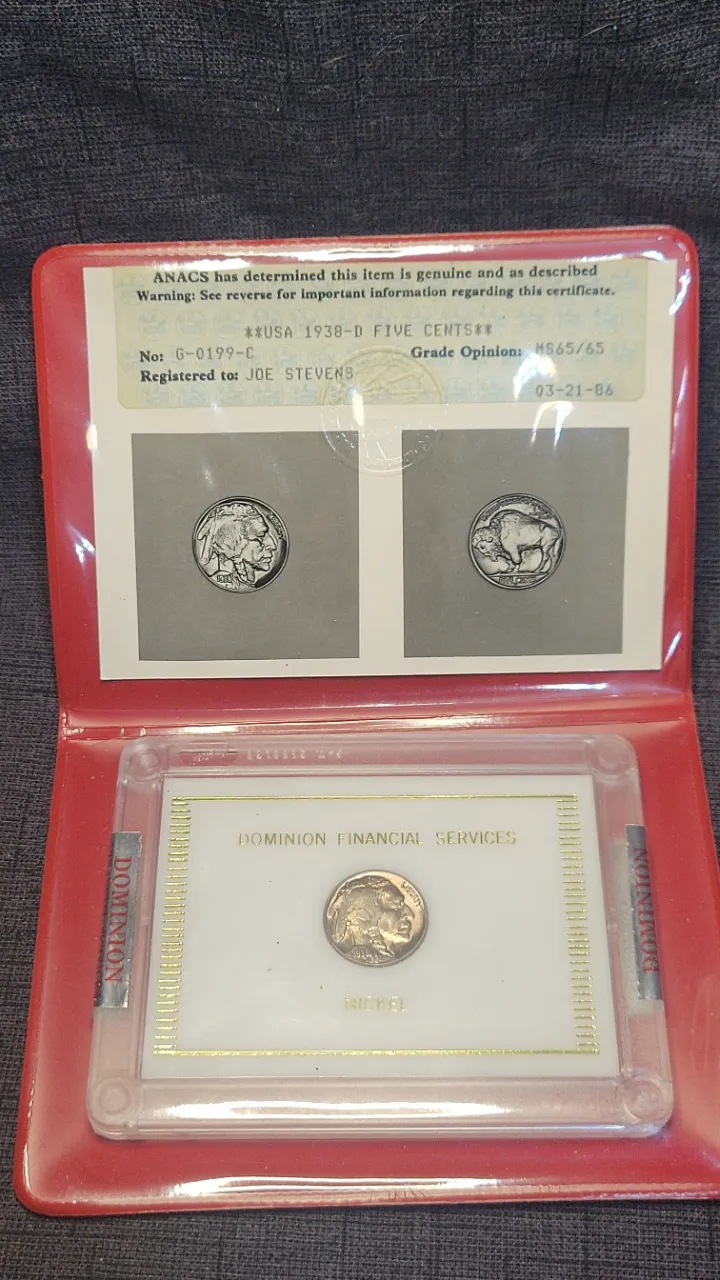 ANACS has determined this item is genuine and as described
Warning: See reverse for important information regarding this certificate.
**USA 1938-D FIVE CENTS**
No: G-0199-C Grade Opinion: MS65/65
Registered to: JOE STEVENS
03-21-86
DOMINION FINANCIAL SERVICES
DOMINION
DOMINION
LIBERTY
NICKEL